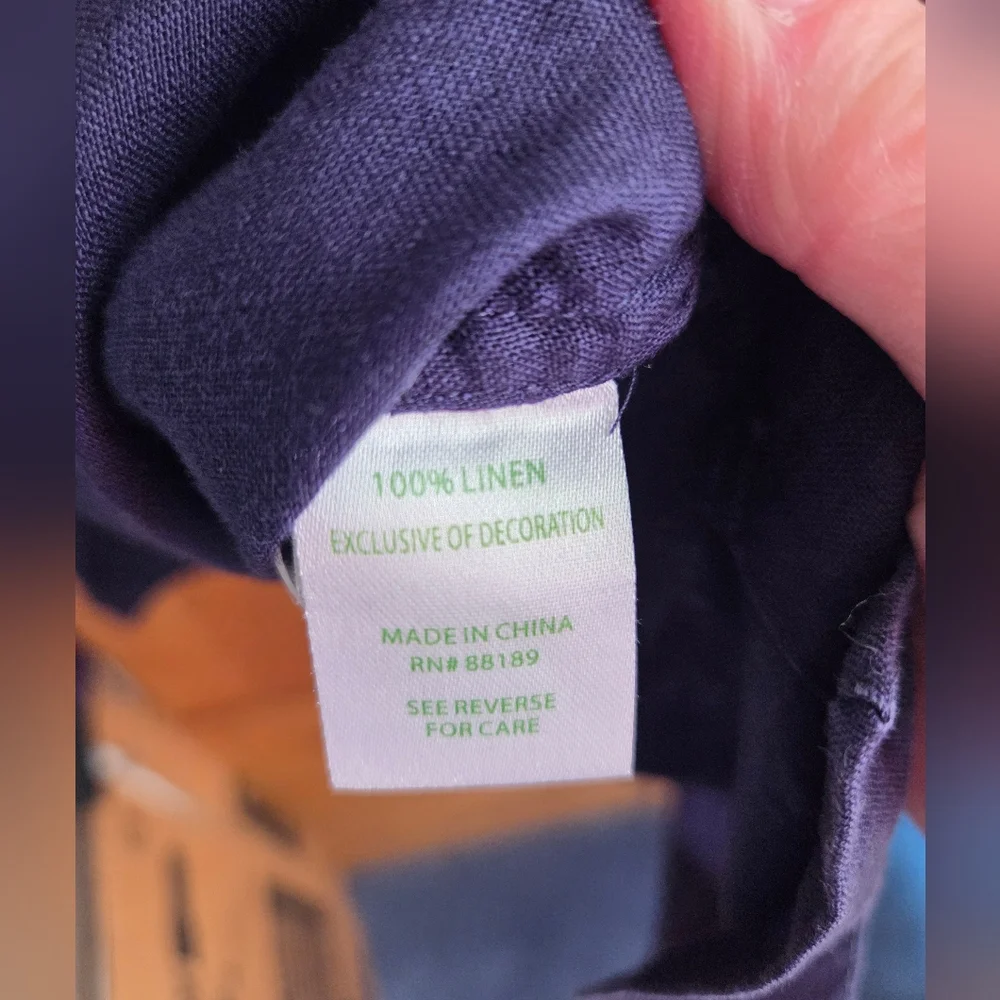 100% LINEN
EXCLUSIVE OF DECORATION
MADE IN CHINA
RN# 88189
SEE REVERSE
FOR CARE